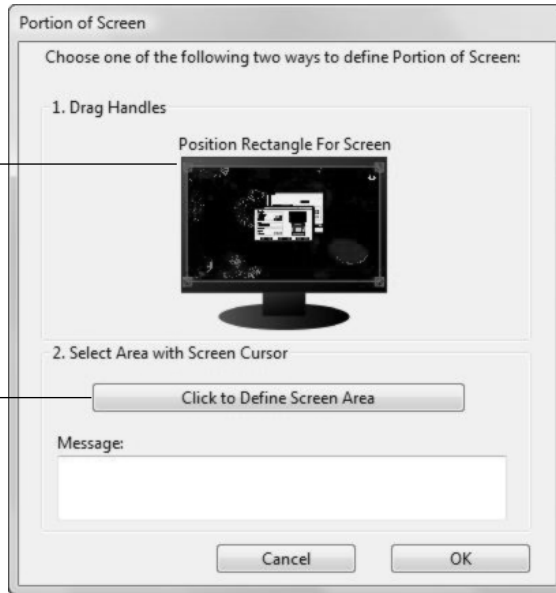 Portion of Screen
Choose one of the following two ways to define Portion of Screen:
1. Drag Handles
Position Rectangle For Screen
2. Select Area with Screen Cursor
Click to Define Screen Area
Message:
Cancel
OK